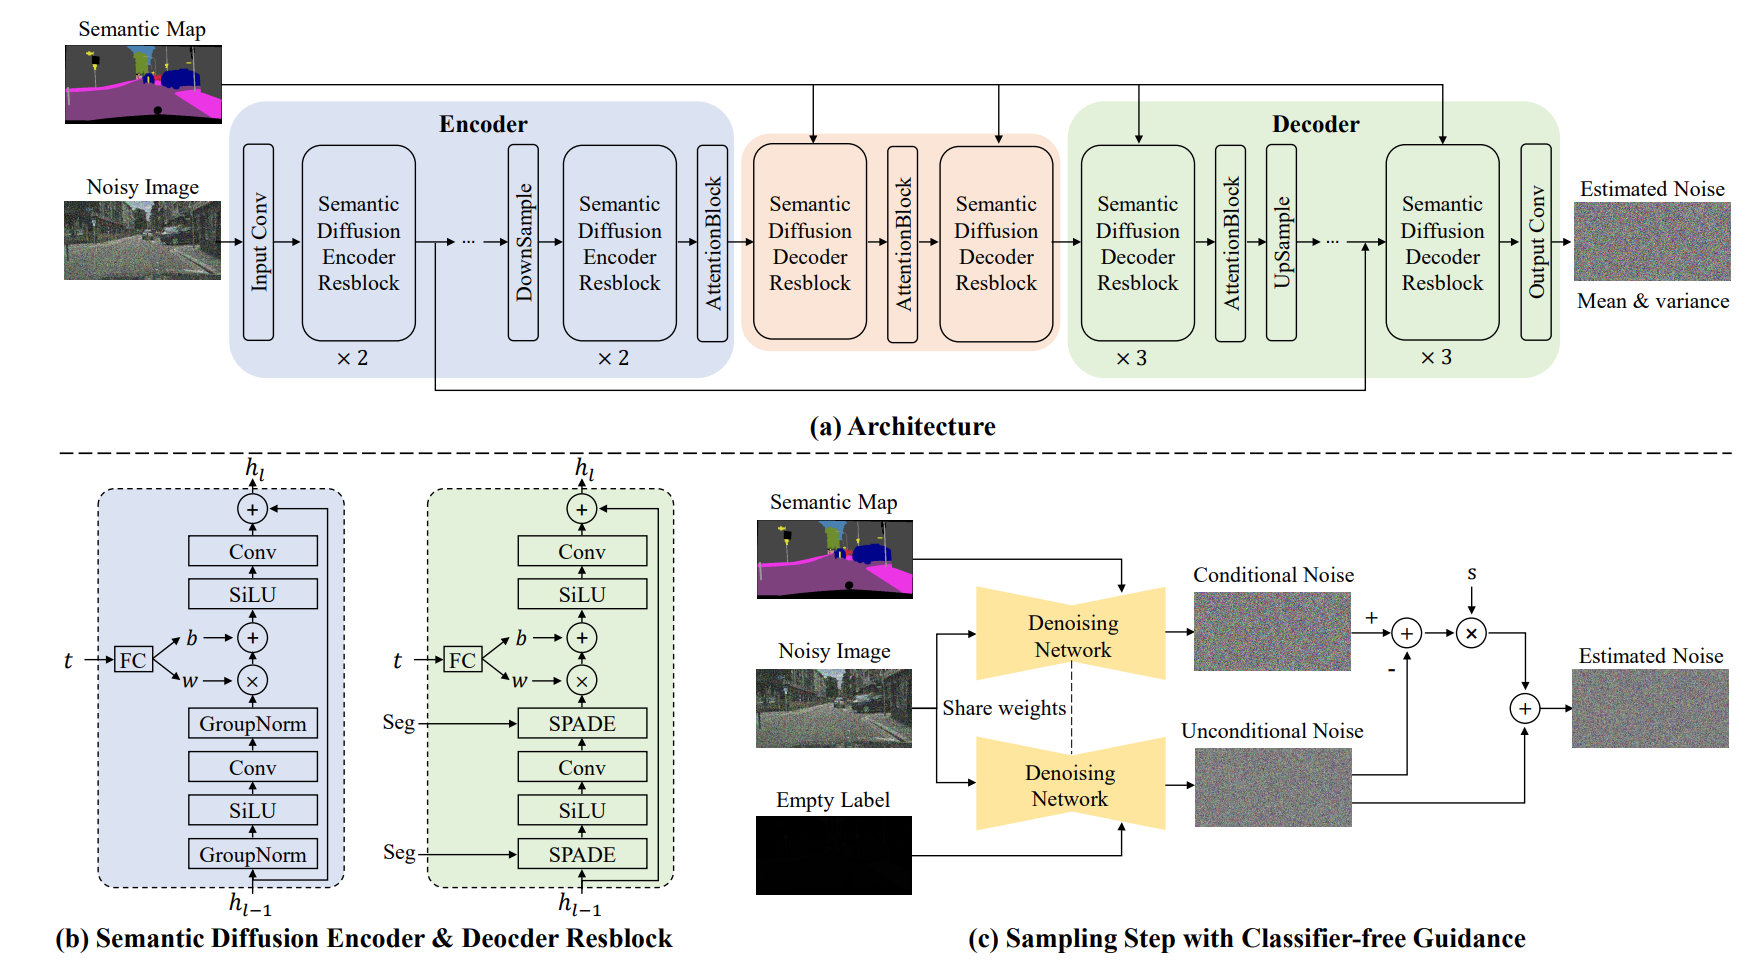 Semantic Map
Noisy Image
Encoder
Input Conv
Semantic
Diffusion
Encoder
Resblock
× 2
...
DownSample
Semantic
Diffusion
Encoder
Resblock
× 2
AttentionBlock
Semantic
Diffusion
Decoder
Resblock
AttentionBlock
Semantic
Diffusion
Decoder
Resblock
Decoder
Semantic
Diffusion
Decoder
Resblock
× 3
AttentionBlock
UpSample
...
Semantic
Diffusion
Decoder
Resblock
× 3
Output Conv
Estimated Noise
Mean & variance
(a) Architecture
h_l
+
Conv
SiLU
b
+
t
FC
w
×
GroupNorm
Conv
SiLU
GroupNorm
h_{l−1}
h_l
+
Conv
SiLU
b
+
t
FC
w
×
Seg
SPADE
Conv
SiLU
Seg
SPADE
h_{l−1}
(b) Semantic Diffusion Encoder & Deocder Resblock
Semantic Map
Noisy Image
Empty Label
Denoising
Network
Share weights
Denoising
Network
Conditional Noise
Unconditional Noise
+
-
+
s
×
+
Estimated Noise
(c) Sampling Step with Classifier-free Guidance